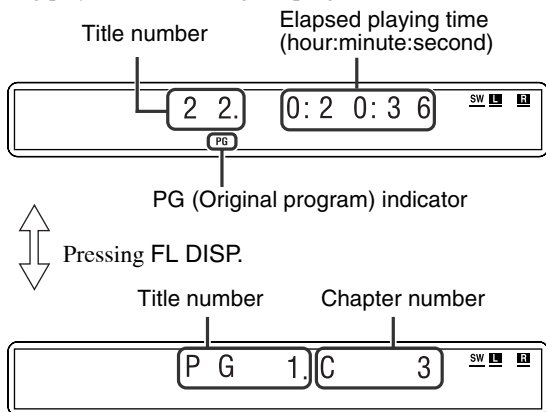 Title number
Elapsed playing time
(hour:minute:second)
2 2. 0:2 0:3 6 SW L R
PG
PG (Original program) indicator
Pressing FL DISP.
Title number Chapter number
P G 1. C 3 SW L R